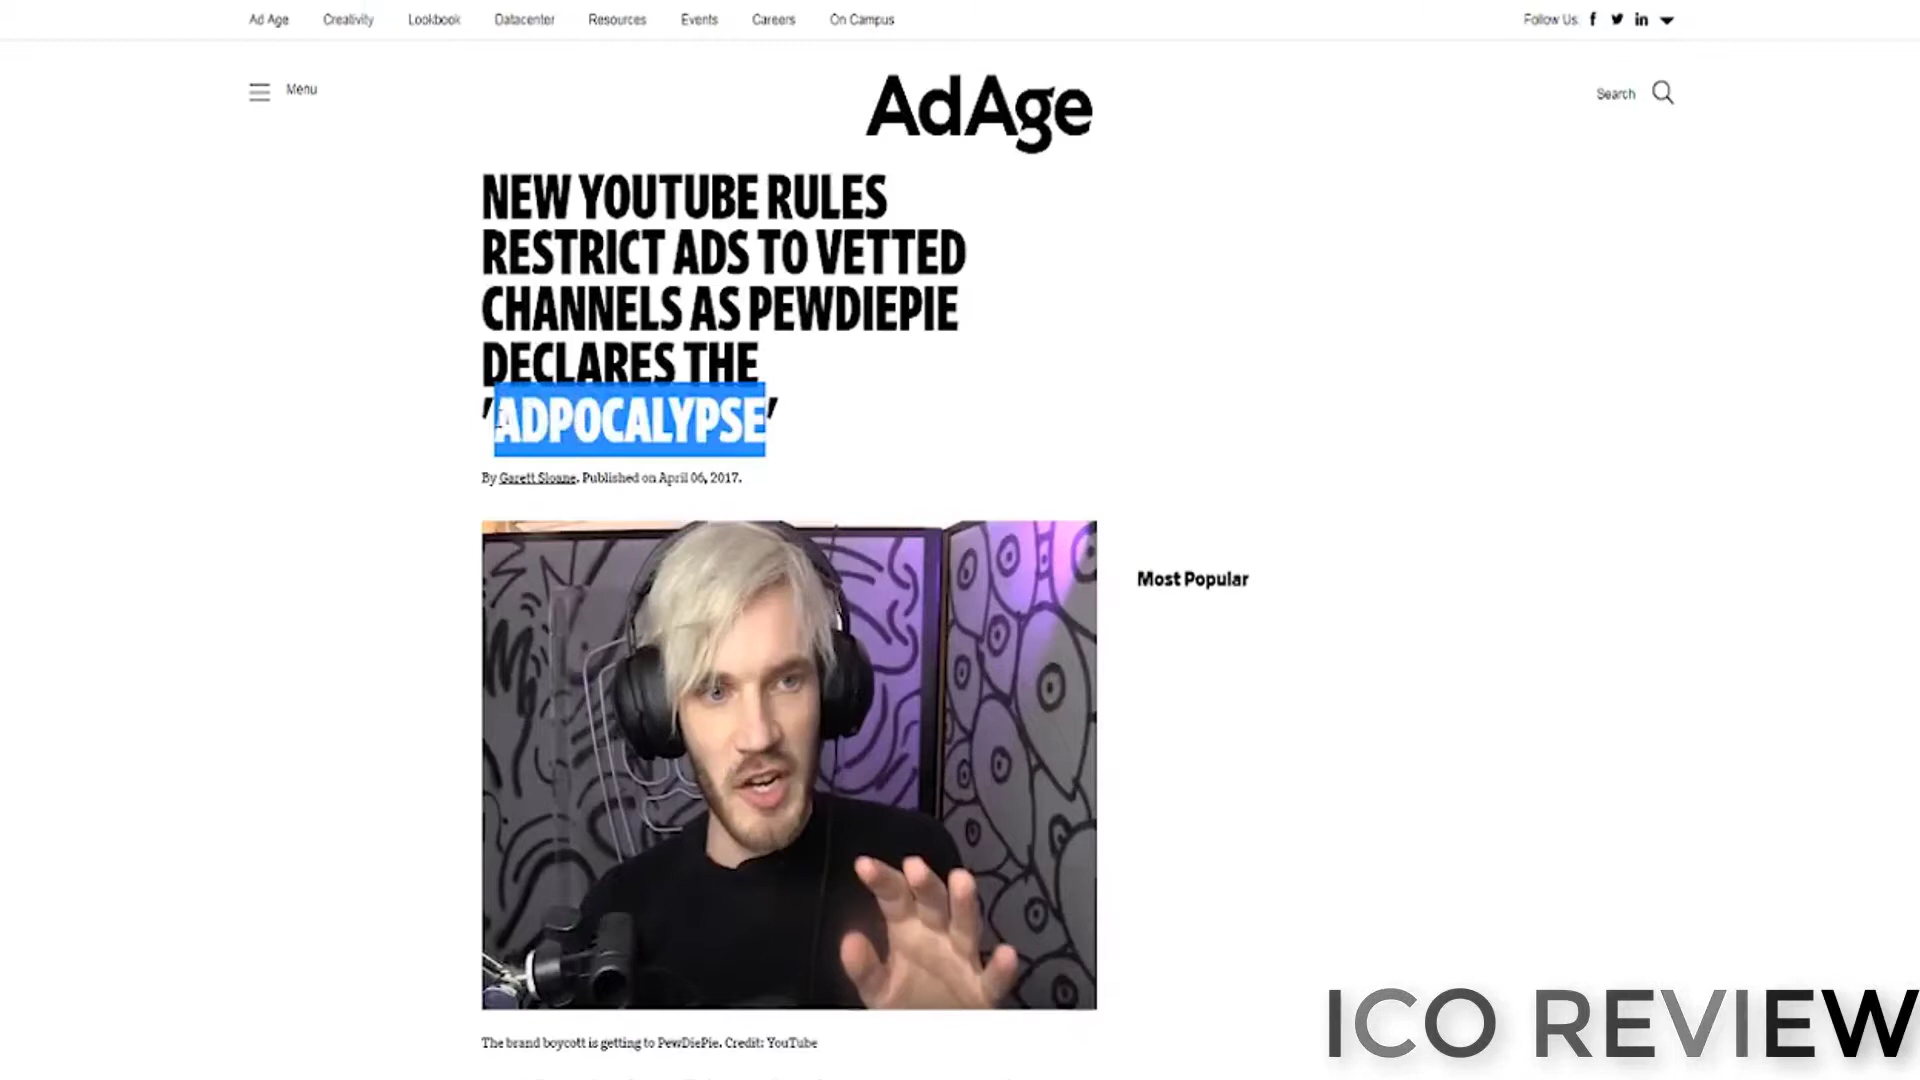 Ad Age Creativity Lookbook Datacenter Resources Events Careers On Campus Follow Us
Menu
AdAge
Search
NEW YOUTUBE RULES
RESTRICT ADS TO VETTED
CHANNELS AS PEWDIEPIE
DECLARES THE
'ADPOCALYPSE'
By Garett Sloane. Published on April 06, 2017.
Most Popular
The brand boycott is getting to PewDiePie. Credit: YouTube
ICO REVIEW